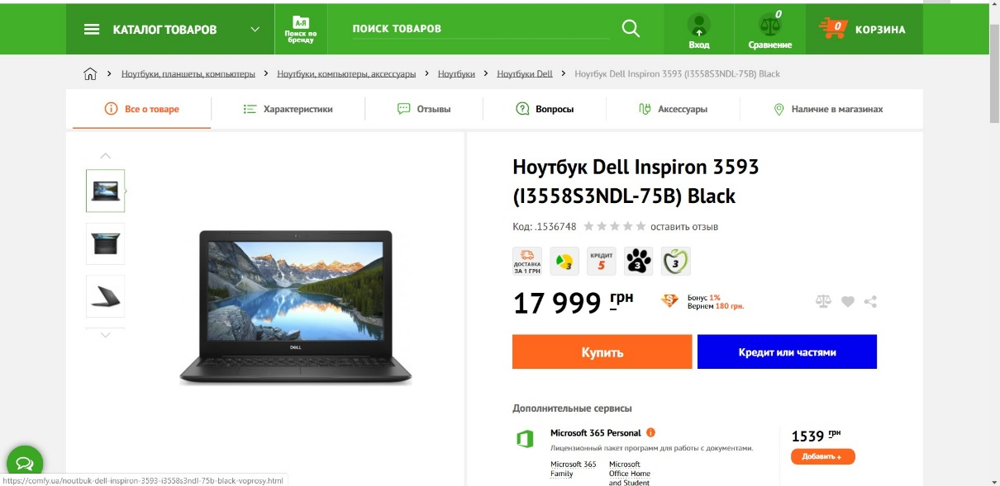 КАТАЛОГ ТОВАРОВ
А-Я
Поиск по
бренду
ПОИСК ТОВАРОВ
Вход
0
Сравнение
0
КОРЗИНА
Ноутбуки, планшеты, компьютеры
Ноутбуки, компьютеры, аксессуары
Ноутбуки
Ноутбуки Dell
Ноутбук Dell Inspiron 3593 (I3558S3NDL-75B) Black
Все о товаре
Характеристики
Отзывы
Вопросы
Аксессуары
Наличие в магазинах
Ноутбук Dell Inspiron 3593
(I3558S3NDL-75B) Black
Код: .1536748
оставить отзыв
ДОСТАВКА
ЗА 1 ГРН
3
КРЕДИТ
5
3
3
17 999 грн
Бонус 1%
Вернем 180 грн.
Купить
Кредит или частями
DELL
Дополнительные сервисы
Microsoft 365 Personal
Лицензионный пакет программ для работы с документами.
Microsoft 365
Family
Microsoft
Office Home
and Student
1539 грн
Добавить +
https://comfy.ua/noutbuk-dell-inspiron-3593-i3558s3ndl-75b-black-voprosy.html